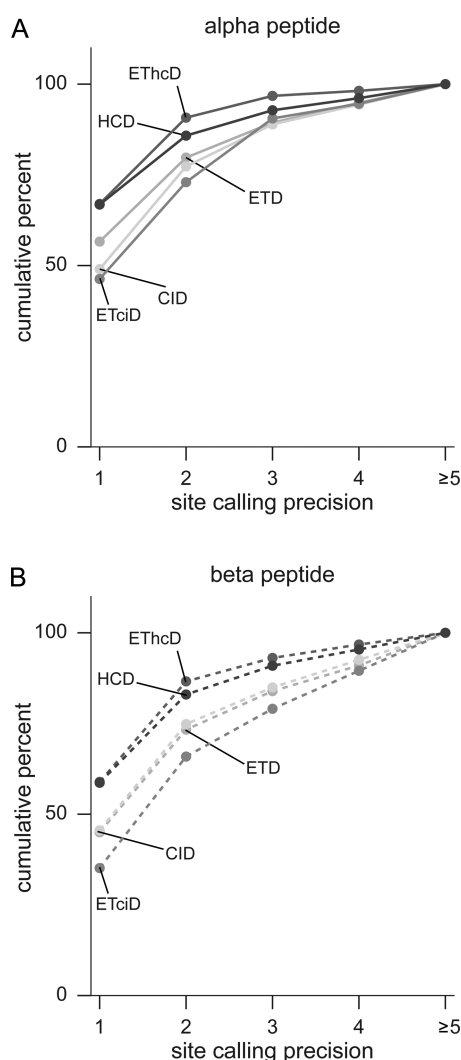 A
alpha peptide
cumulative percent
100
50
0
EThcD
HCD
ETD
CID
ETciD
1 2 3 4 ≥5
site calling precision
B
beta peptide
cumulative percent
100
50
0
EThcD
HCD
ETD
CID
ETciD
1 2 3 4 ≥5
site calling precision